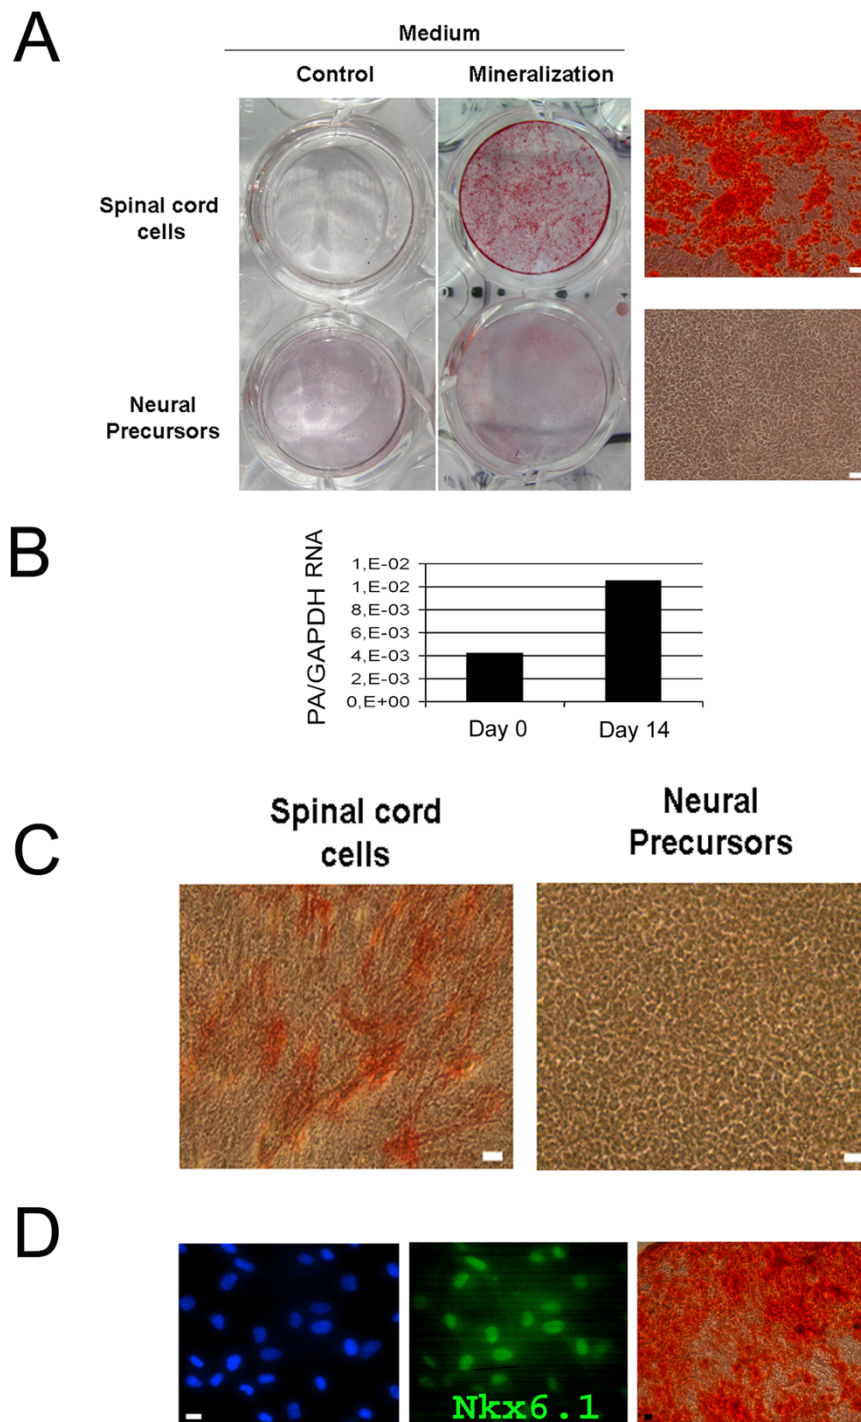 A
Medium
Control Mineralization
Spinal cord
cells
Neural
Precursors
B
PA/GAPDH RNA
1,E-02
1,E-02
8,E-03
6,E-03
4,E-03
2,E-03
0,E+00
Day 0 Day 14
C
Spinal cord
cells
Neural
Precursors
D
Nkx6.1